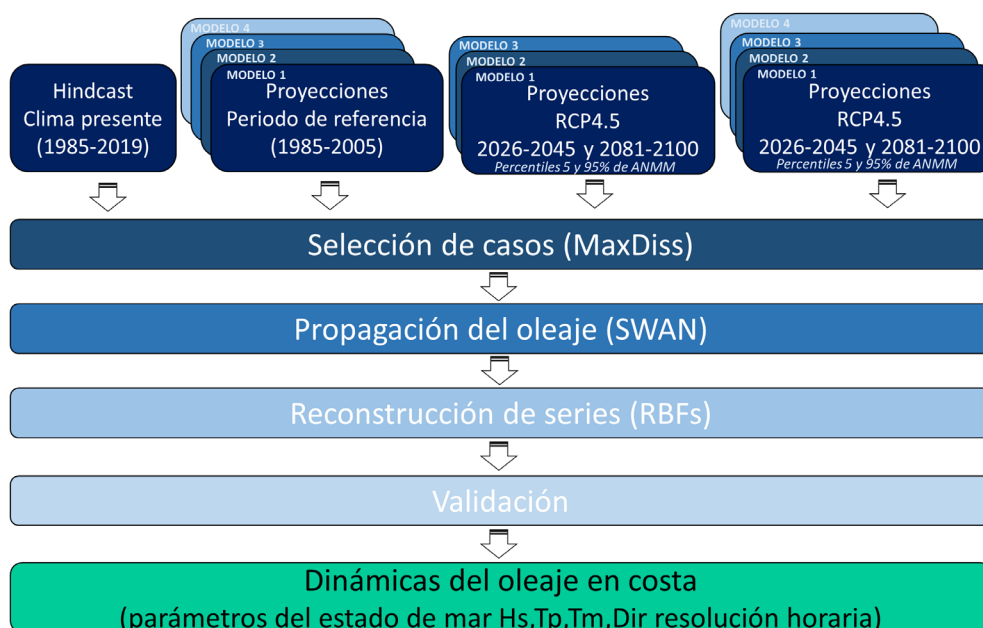 Hindcast
Clima presente
(1985-2019)
MODELO 4
MODELO 3
MODELO 2
MODELO 1
Proyecciones
Periodo de referencia
(1985-2005)
MODELO 3
MODELO 2
MODELO 1
Proyecciones
RCP4.5
2026-2045 y 2081-2100
Percentiles 5 y 95% de ANMM
MODELO 4
MODELO 3
MODELO 2
MODELO 1
Proyecciones
RCP4.5
2026-2045 y 2081-2100
Percentiles 5 y 95% de ANMM
Selección de casos (MaxDiss)
Propagación del oleaje (SWAN)
Reconstrucción de series (RBFs)
Validación
Dinámicas del oleaje en costa
(parámetros del estado de mar Hs,Tp,Tm,Dir resolución horaria)